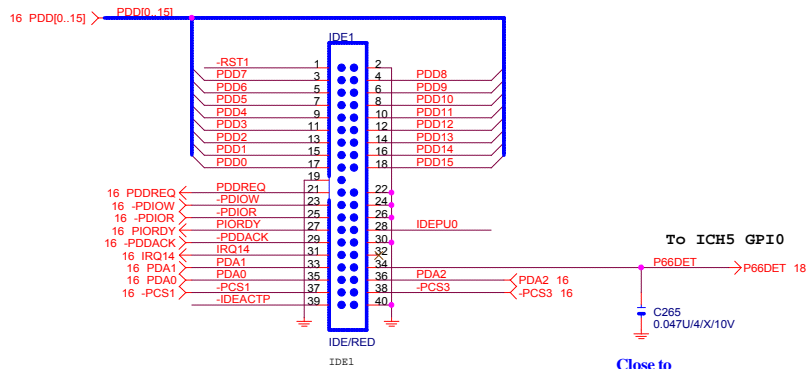 16 PDD[0..15] PDD[0..15]
IDE1
-RST1 1 2
PDD7 3 4 PDD8
PDD6 5 6 PDD9
PDD5 7 8 PDD10
PDD4 9 10 PDD11
PDD3 11 12 PDD12
PDD2 13 14 PDD13
PDD1 15 16 PDD14
PDD0 17 18 PDD15
19
16 PDDREQ PDDREQ 21 22
16 -PDIOW -PDIOW 23 24
16 -PDIOR -PDIOR 25 26
16 PIORDY PIORDY 27 28 IDEPU0
16 -PDDACK -PDDACK 29 30
16 IRQ14 IRQ14 31 32
16 PDA1 PDA1 33 34
16 PDA0 PDA0 35 36 PDA2 PDA2 16
16 -PCS1 -PCS1 37 38 -PCS3 -PCS3 16
-IDEACTP 39 40
To ICH5 GPI0
P66DET P66DET 18
C265
0.047U/4/X/10V
IDE/RED
IDE1
Close to